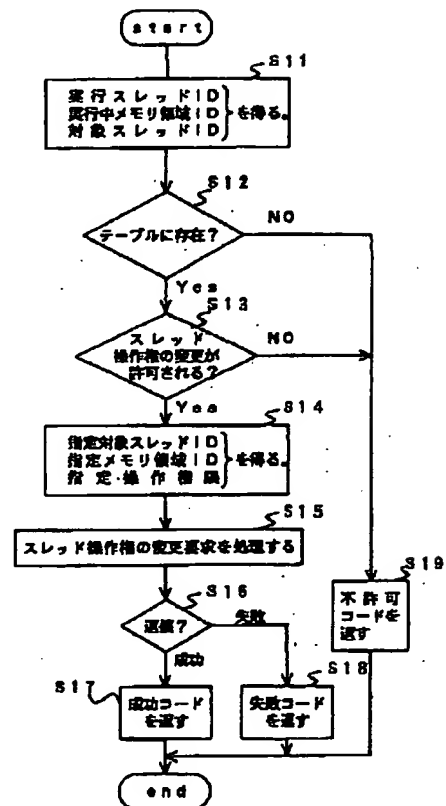 start
S11
実行スレッドID
実行中メモリ領域ID
対象スレッドID
を得る。
S12
テーブルに存在?
NO
Yes
S13
スレッド
操作権の変更が
許可される?
NO
Yes
S14
指定対象スレッドID
指定メモリ領域ID
指定・操作権限
を得る。
S15
スレッド操作権の変更要求を処理する
S16
返値?
失敗
成功
S17
成功コード
を返す
S18
失敗コード
を返す
S19
不許可
コードを
返す
end